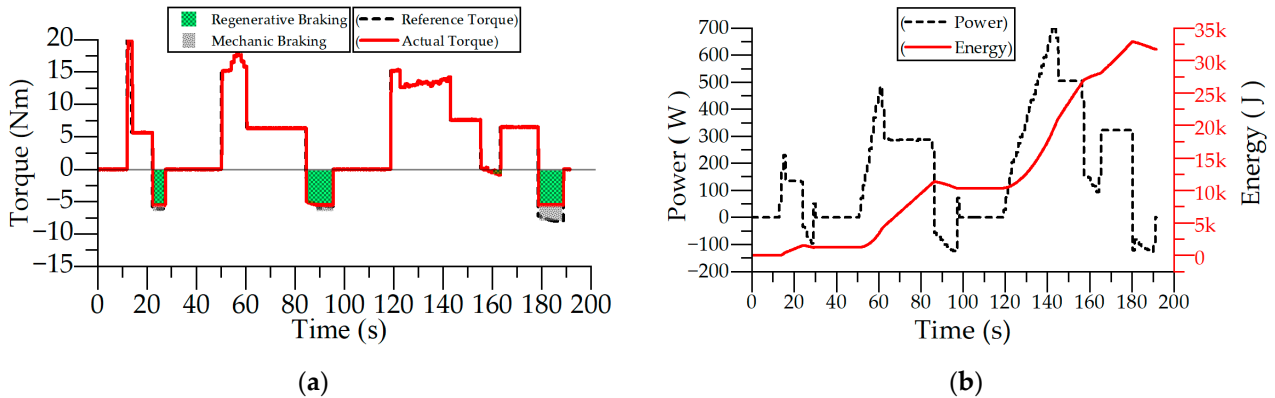 Regenerative Braking
(Reference Torque)
Mechanic Braking
(Actual Torque)
20
15
10
5
0
−5
−10
−15
Torque (Nm)
0 20 40 60 80 100 120 140 160 180 200
Time (s)
(a)
(Power)
(Energy)
700
600
500
400
300
200
100
0
−100
−200
Power (W)
35k
30k
25k
20k
15k
10k
5k
0
Energy (J)
0 20 40 60 80 100 120 140 160 180 200
Time (s)
(b)